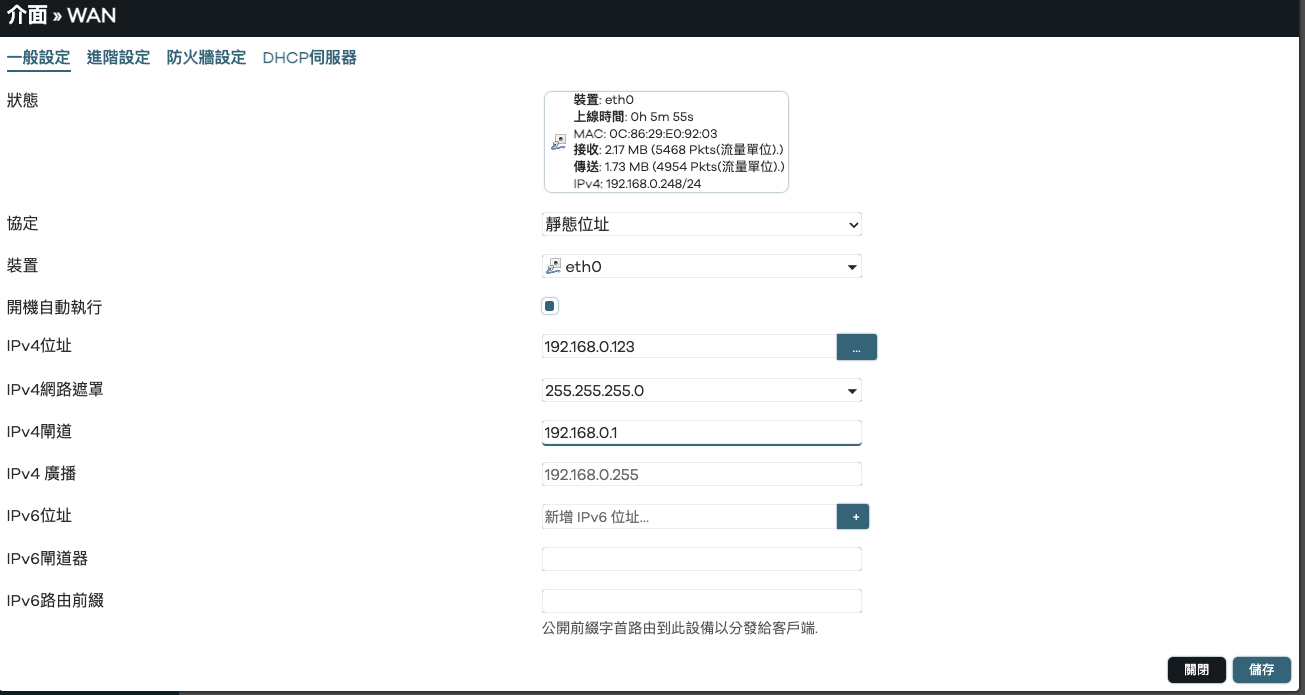 介面 » WAN
一般設定 進階設定 防火牆設定 DHCP伺服器
狀態
裝置: eth0
上線時間: 0h 5m 55s
MAC: 0C:86:29:E0:92:03
接收: 2.17 MB (5468 Pkts(流量單位).)
傳送: 1.73 MB (4954 Pkts(流量單位).)
IPv4: 192.168.0.248/24
協定 靜態位址
裝置 eth0
開機自動執行
IPv4位址 192.168.0.123 ...
IPv4網路遮罩 255.255.255.0
IPv4閘道 192.168.0.1
IPv4 廣播 192.168.0.255
IPv6位址 新增 IPv6 位址... +
IPv6閘道器
IPv6路由前綴
公開前綴字首路由到此設備以分發給客戶端.
關閉 儲存